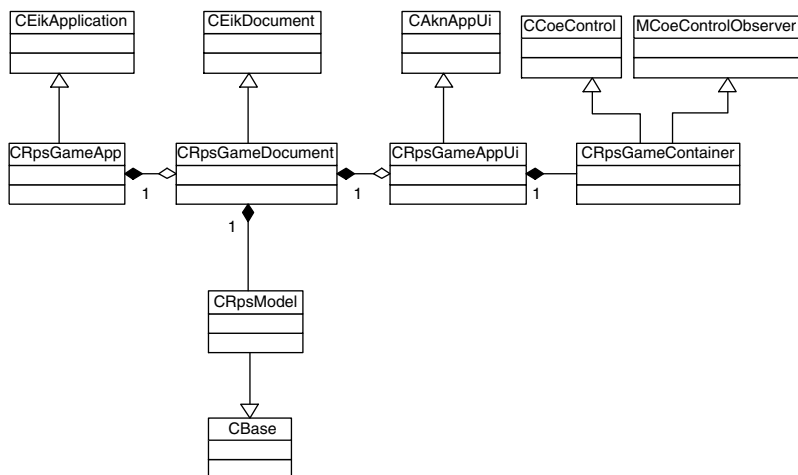 CEikApplication
CEikDocument
CAknAppUi
CCoeControl
MCoeControlObserver
CRpsGameApp
CRpsGameDocument
CRpsGameAppUi
CRpsGameContainer
1
1
1
1
CRpsModel
CBase